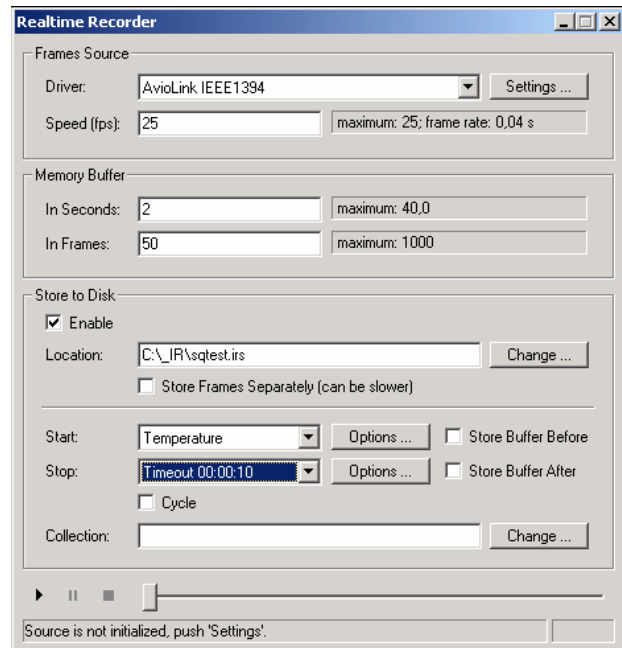 Realtime Recorder
Frames Source
Driver: AvioLink IEEE1394 Settings ...
Speed (fps): 25 maximum: 25; frame rate: 0,04 s
Memory Buffer
In Seconds: 2 maximum: 40,0
In Frames: 50 maximum: 1000
Store to Disk
Enable
Location: C:\_IR\sqtest.irs Change ...
Store Frames Separately (can be slower)
Start: Temperature Options ... Store Buffer Before
Stop: Timeout 00:00:10 Options ... Store Buffer After
Cycle
Collection: Change ...
Source is not initialized, push 'Settings'.